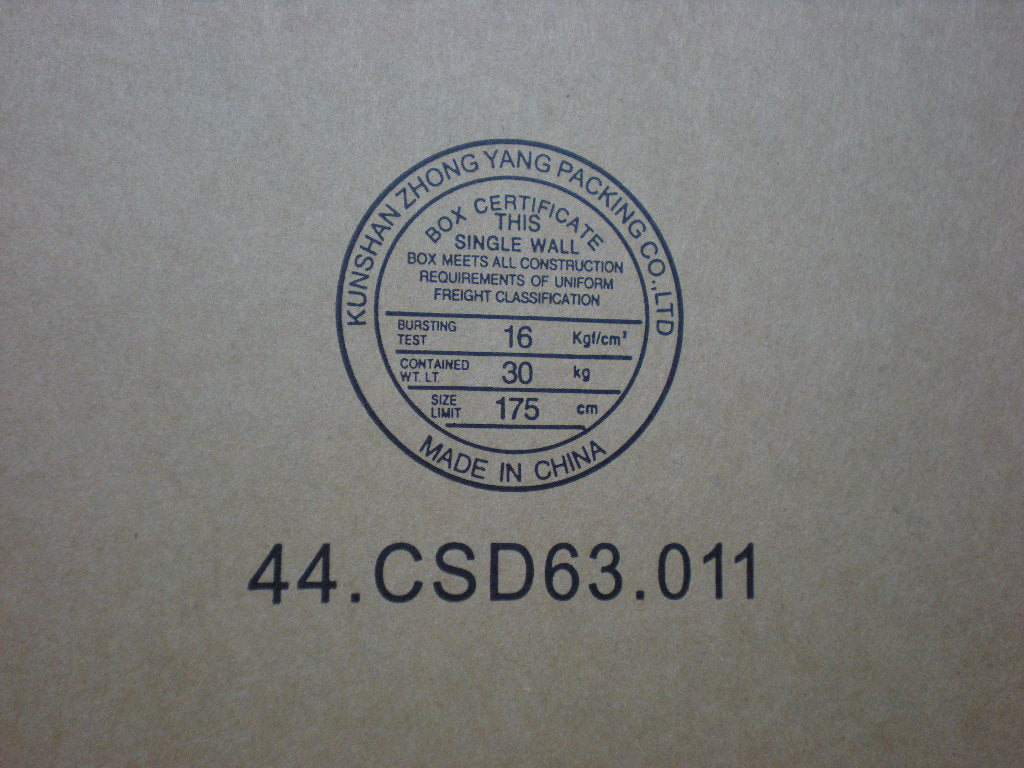 KUNSHAN ZHONG YANG PACKING CO.,LTD
BOX CERTIFICATE
THIS
SINGLE WALL
BOX MEETS ALL CONSTRUCTION
REQUIREMENTS OF UNIFORM
FREIGHT CLASSIFICATION
BURSTING TEST 16 Kgf/cm²
CONTAINED WT. LT. 30 kg
SIZE LIMIT 175 cm
MADE IN CHINA
44.CSD63.011